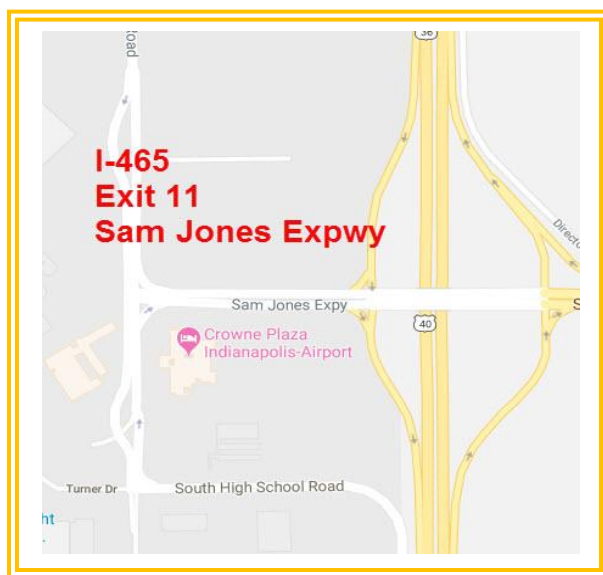 Road
36
I-465
Exit 11
Sam Jones Expwy
Sam Jones Expy
S
40
Crowne Plaza
Indianapolis-Airport
Turner Dr
South High School Road
ht